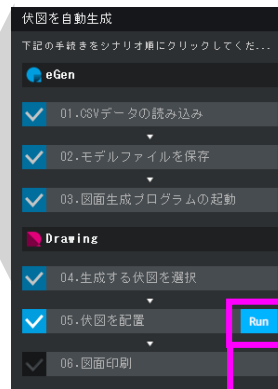 伏図を自動生成
下記の手続きをシナリオ順にクリックしてくだ...
eGen
01.CSVデータの読み込み
02.モデルファイルを保存
03.図面生成プログラムの起動
Drawing
04.生成する伏図を選択
05.伏図を配置 Run
06.図面印刷